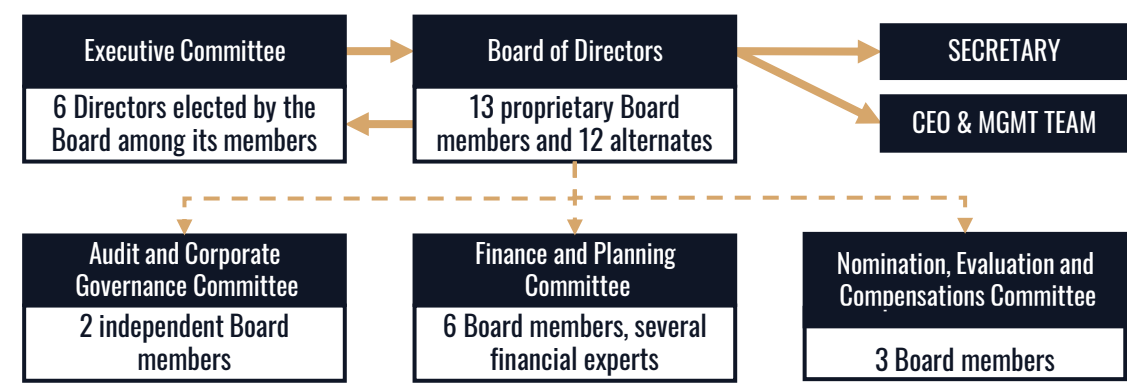 Executive Committee
6 Directors elected by the
Board among its members
Board of Directors
13 proprietary Board
members and 12 alternates
SECRETARY
CEO & MGMT TEAM
Audit and Corporate
Governance Committee
2 independent Board
members
Finance and Planning
Committee
6 Board members, several
financial experts
Nomination, Evaluation and
Compensations Committee
3 Board members